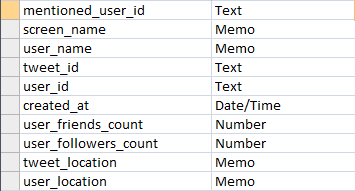 mentioned_user_id Text
screen_name Memo
user_name Memo
tweet_id Text
user_id Text
created_at Date/Time
user_friends_count Number
user_followers_count Number
tweet_location Memo
user_location Memo